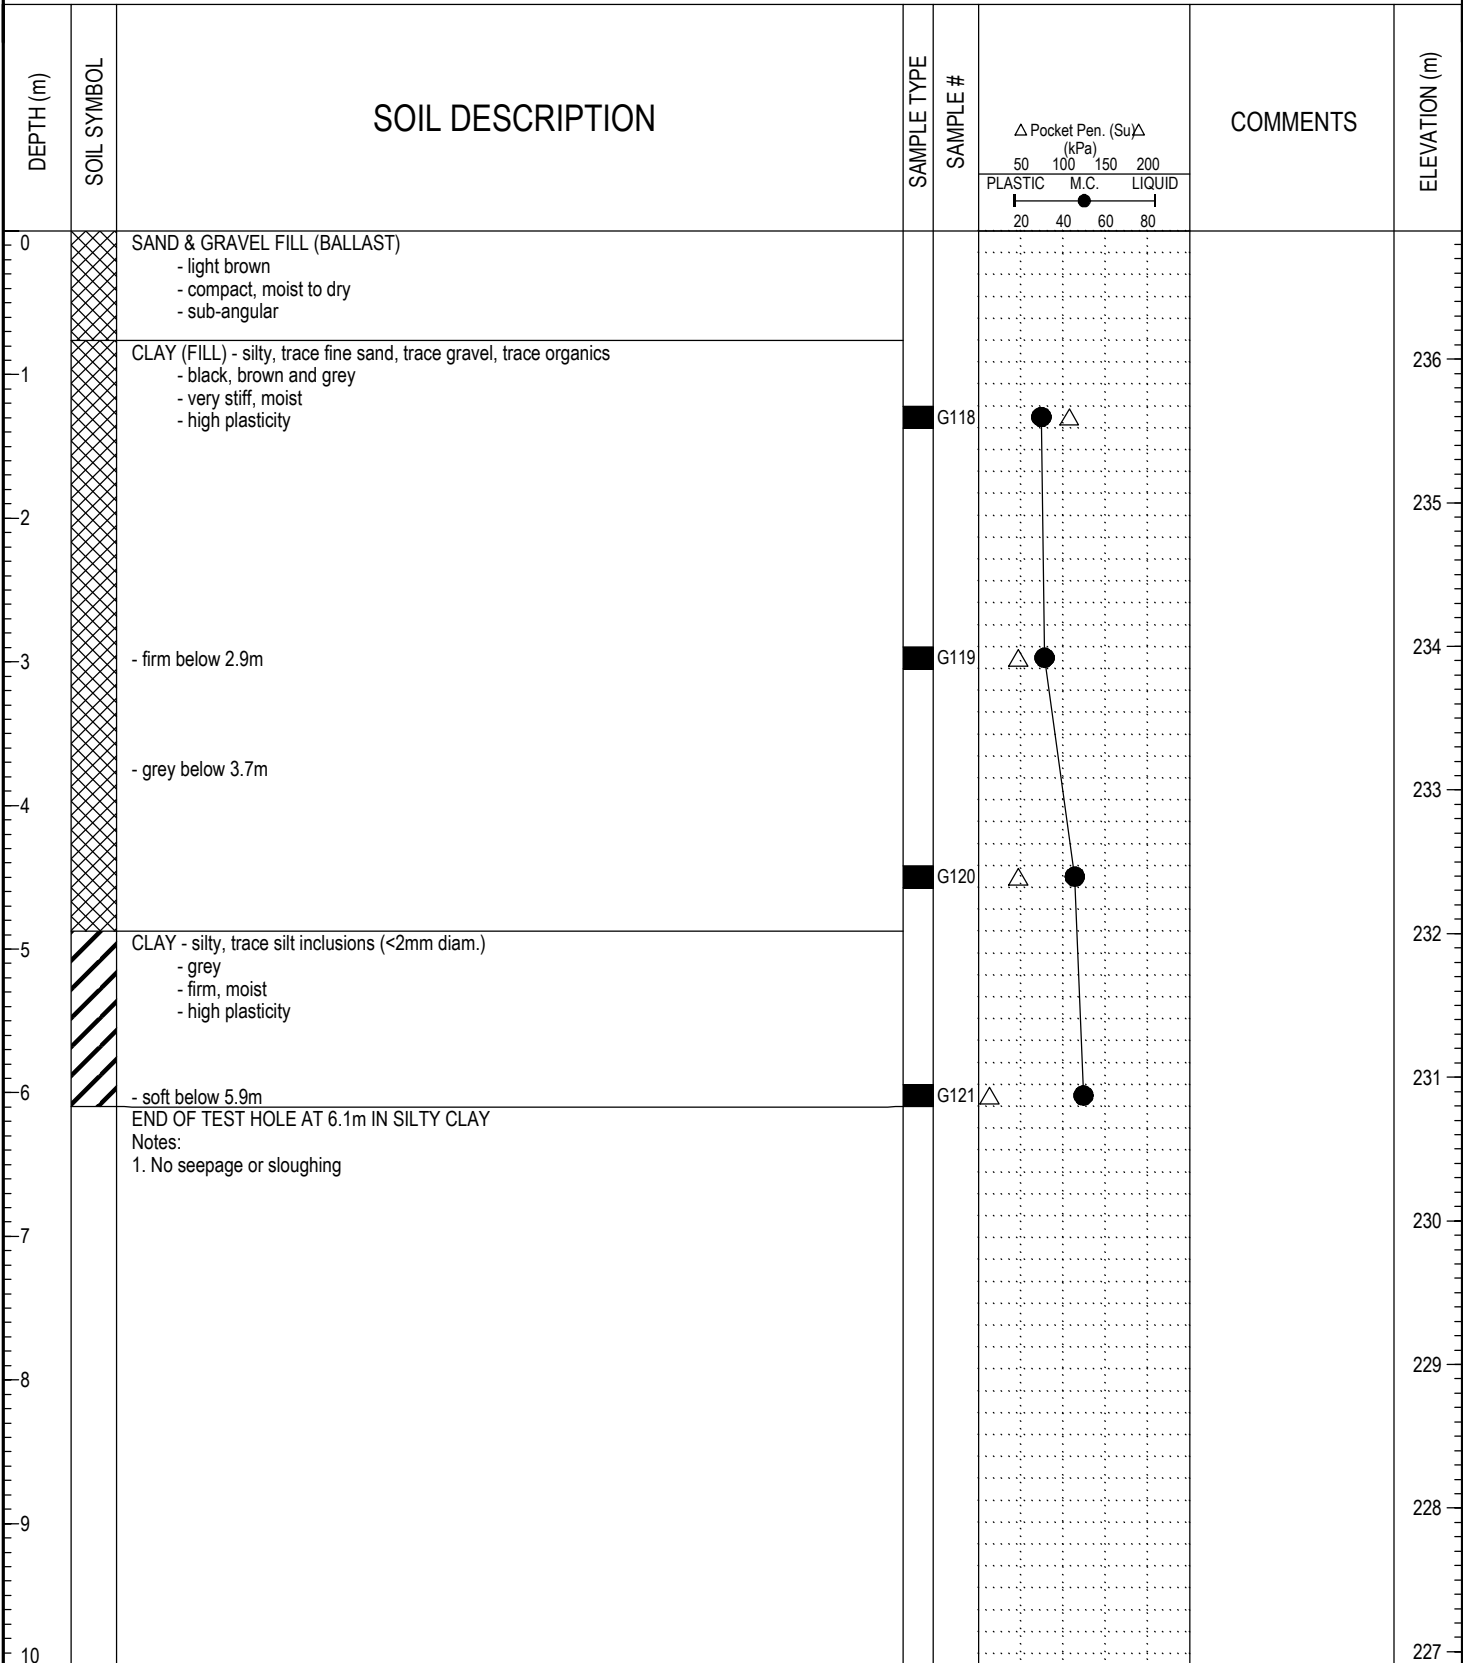 DEPTH (m)
SOIL SYMBOL
SOIL DESCRIPTION
SAMPLE TYPE
SAMPLE #
△ Pocket Pen. (Su)△
(kPa)
50 100 150 200
PLASTIC M.C. LIQUID
20 40 60 80
COMMENTS
ELEVATION (m)
0
SAND & GRAVEL FILL (BALLAST)
- light brown
- compact, moist to dry
- sub-angular
CLAY (FILL) - silty, trace fine sand, trace gravel, trace organics
236
1
- black, brown and grey
- very stiff, moist
- high plasticity
G118
235
2
234
3
- firm below 2.9m
G119
- grey below 3.7m
233
4
G120
232
5
CLAY - silty, trace silt inclusions (<2mm diam.)
- grey
- firm, moist
- high plasticity
231
6
- soft below 5.9m
G121
END OF TEST HOLE AT 6.1m IN SILTY CLAY
Notes:
1. No seepage or sloughing
230
7
229
8
228
9
227
10